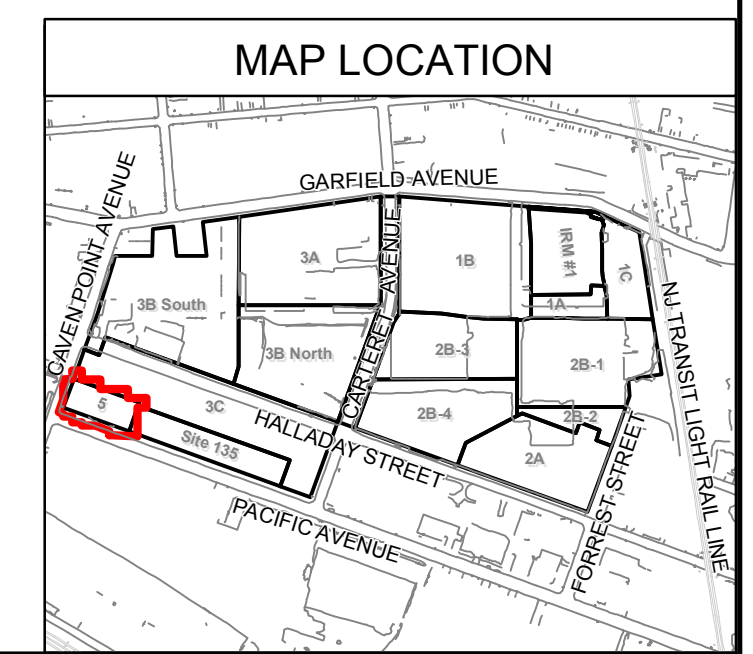 MAP LOCATION
GARFIELD AVENUE
CAVEN POINT AVENUE
CARTERET AVENUE
3A
1B
IRM #1
1C
1A
3B South
3B North
2B-3
2B-1
NJ TRANSIT LIGHT RAIL LINE
5
3C
HALLADAY STREET
2B-4
2B-2
Site 135
2A
FORREST STREET
PACIFIC AVENUE